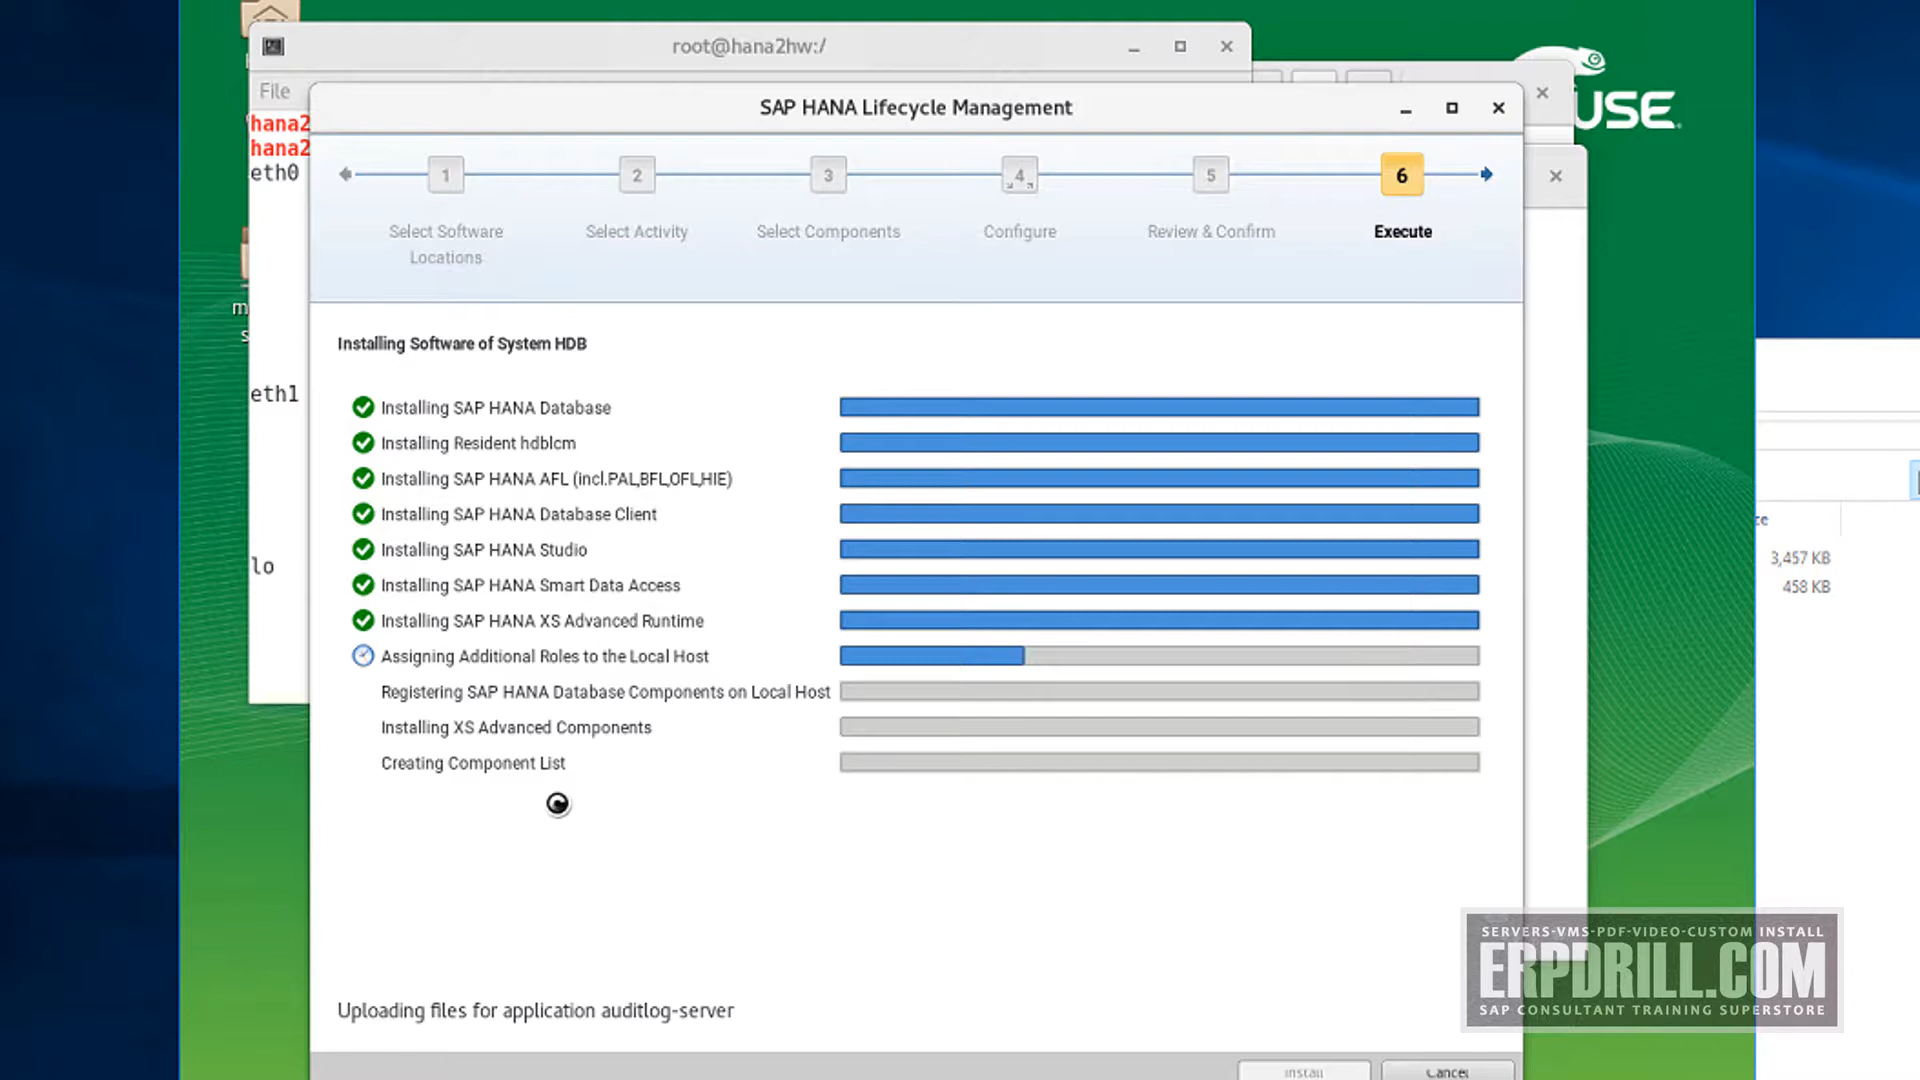 root@hana2hw:/
File
SAP HANA Lifecycle Management
USE
hana2
hana2
eth0
eth1
lo
1
2
3
4
5
6
Select Software
Locations
Select Activity
Select Components
Configure
Review & Confirm
Execute
Installing Software of System HDB
Installing SAP HANA Database
Installing Resident hdblcm
Installing SAP HANA AFL (incl.PAL,BFL,OFL,HIE)
Installing SAP HANA Database Client
Installing SAP HANA Studio
Installing SAP HANA Smart Data Access
Installing SAP HANA XS Advanced Runtime
Assigning Additional Roles to the Local Host
Registering SAP HANA Database Components on Local Host
Installing XS Advanced Components
Creating Component List
Uploading files for application auditlog-server
Install
Cancel
3,457 KB
458 KB
SERVERS-VMS-PDF-VIDEO-CUSTOM INSTALL
ERPDRILL.COM
SAP CONSULTANT TRAINING SUPERSTORE